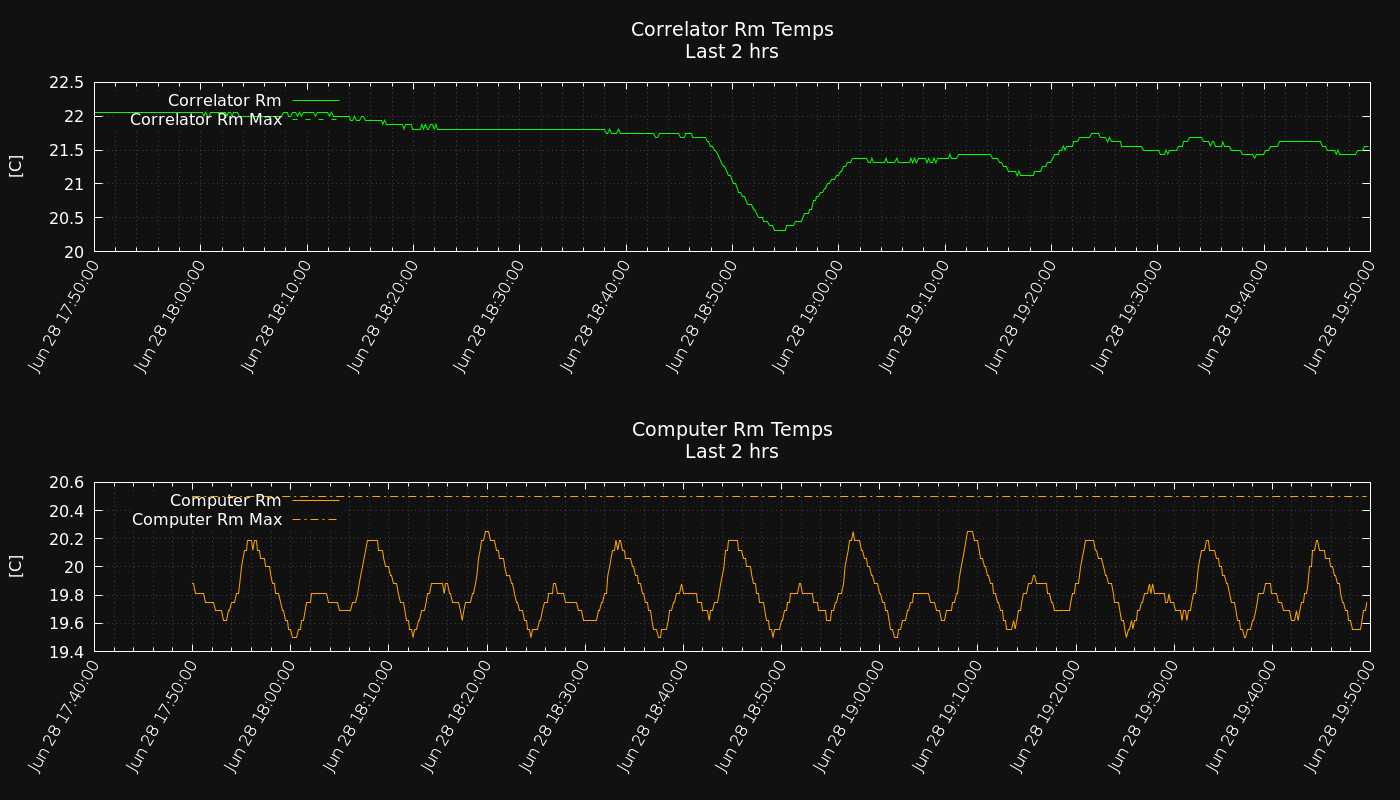 Correlator Rm Temps
Last 2 hrs
22.5
22
21.5
21
20.5
20
[C]
Correlator Rm
Correlator Rm Max
Jun 28 17:50:00
Jun 28 18:00:00
Jun 28 18:10:00
Jun 28 18:20:00
Jun 28 18:30:00
Jun 28 18:40:00
Jun 28 18:50:00
Jun 28 19:00:00
Jun 28 19:10:00
Jun 28 19:20:00
Jun 28 19:30:00
Jun 28 19:40:00
Jun 28 19:50:00
Computer Rm Temps
Last 2 hrs
20.6
20.4
20.2
20
19.8
19.6
19.4
[C]
Computer Rm
Computer Rm Max
Jun 28 17:40:00
Jun 28 17:50:00
Jun 28 18:00:00
Jun 28 18:10:00
Jun 28 18:20:00
Jun 28 18:30:00
Jun 28 18:40:00
Jun 28 18:50:00
Jun 28 19:00:00
Jun 28 19:10:00
Jun 28 19:20:00
Jun 28 19:30:00
Jun 28 19:40:00
Jun 28 19:50:00